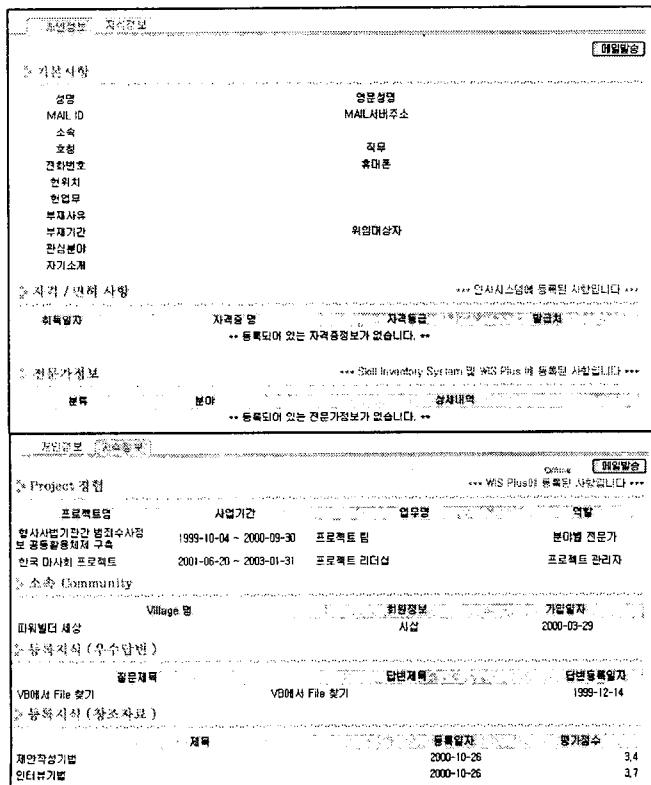 개인정보 지식정보
메일발송
기본사항
성명 영문성명
MAIL ID MAIL서버주소
소속
호칭 직무
전화번호 휴대폰
현위치
현업무
부재사유
부재기간 위임대상자
관심분야
자기소개
자격 / 면허 사항 *** 인사시스템에 등록된 사항입니다 ***
취득일자 자격증 명 자격등급 발급처
** 등록되어 있는 자격증정보가 없습니다. **
전문가정보 *** Skill Inventory System 및 WIS Plus 에 등록된 사항입니다 ***
분류 분야 상세내역
** 등록되어 있는 전문가정보가 없습니다. **
개인정보 지식정보
Offline 메일발송
Project 경험 *** WIS Plus에 등록된 사항입니다 ***
프로젝트명 사업기간 업무명 역할
형사사법기관간 범죄수사정
보 공동활용체제 구축 1999-10-04 ~ 2000-09-30 프로젝트 팀 분야별 전문가
한국 마사회 프로젝트 2001-06-20 ~ 2003-01-31 프로젝트 리더십 프로젝트 관리자
소속 Community
Village 명 회원정보 가입일자
파워빌더 세상 시삽 2000-03-29
등록지식 (우수답변)
질문제목 답변제목 답변등록일자
VB에서 File 찾기 VB에서 File 찾기 1999-12-14
등록지식 (창조자료)
제목 등록일자 평가점수
제안작성기법 2000-10-26 3,4
인터뷰기법 2000-10-26 3,7